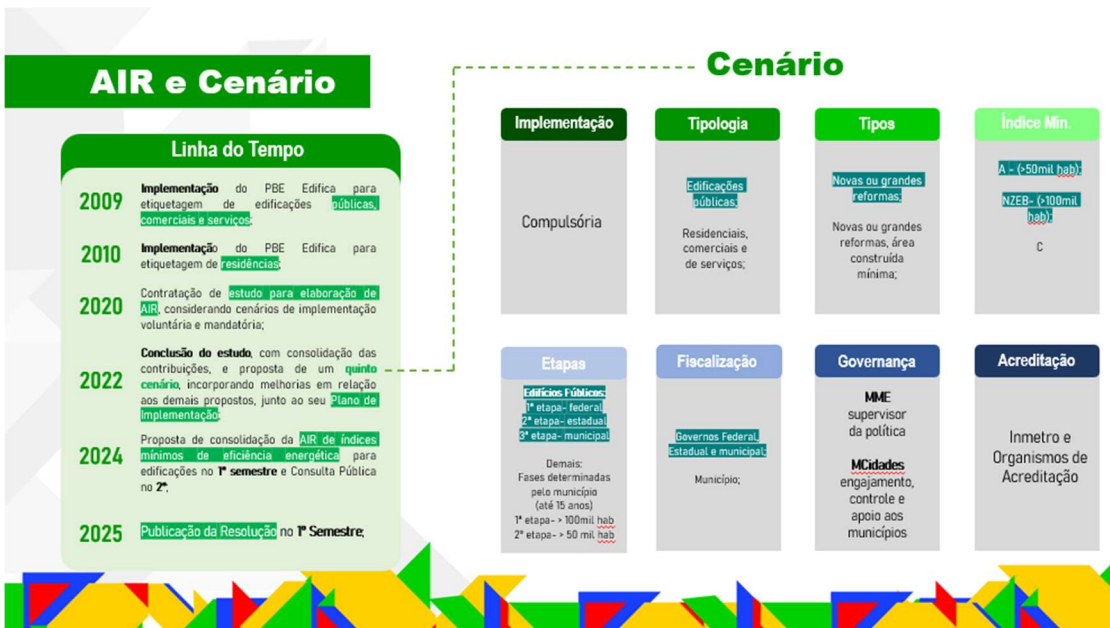 AIR e Cenário
Linha do Tempo
2009
Implementação do PBE Edifica para
etiquetagem de edificações públicas,
comerciais e serviços;
2010
Implementação do PBE Edifica para
etiquetagem de residências;
2020
Contratação de estudo para elaboração de
AIR, considerando cenários de implementação
voluntária e mandatória;
2022
Conclusão do estudo, com consolidação das
contribuições, e proposta de um quinto
cenário, incorporando melhorias em relação
aos demais propostos, junto ao seu Plano de
Implementação;
2024
Proposta de consolidação da AIR de índices
mínimos de eficiência energética para
edificações no 1º semestre e Consulta Pública
no 2º;
2025
Publicação da Resolução no 1º Semestre;
Cenário
Implementação
Compulsória
Tipologia
Edificações
públicas;
Residenciais,
comerciais e
de serviços;
Tipos
Novas ou grandes
reformas;
Novas ou grandes
reformas, área
construída
mínima;
Índice Min.
A - (>50mil hab);
NZEB- (>100mil
hab);
C
Etapas
Edifícios Públicos:
1ª etapa- federal
2ª etapa- estadual
3ª etapa- municipal
Demais:
Fases determinadas
pelo município
(até 15 anos)
1ª etapa- > 100mil hab
2ª etapa- > 50 mil hab
Fiscalização
Governos Federal,
Estadual e municipal;
Município;
Governança
MME
supervisor
da política
MCidades
engajamento,
controle e
apoio aos
municípios
Acreditação
Inmetro e
Organismos de
Acreditação